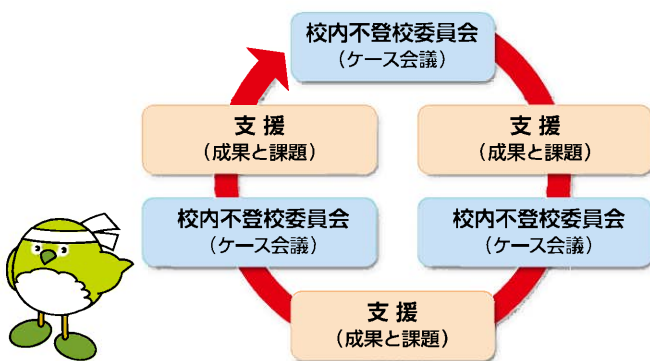 校内不登校委員会
(ケース会議)
支 援
(成果と課題)
支 援
(成果と課題)
校内不登校委員会
(ケース会議)
校内不登校委員会
(ケース会議)
支 援
(成果と課題)